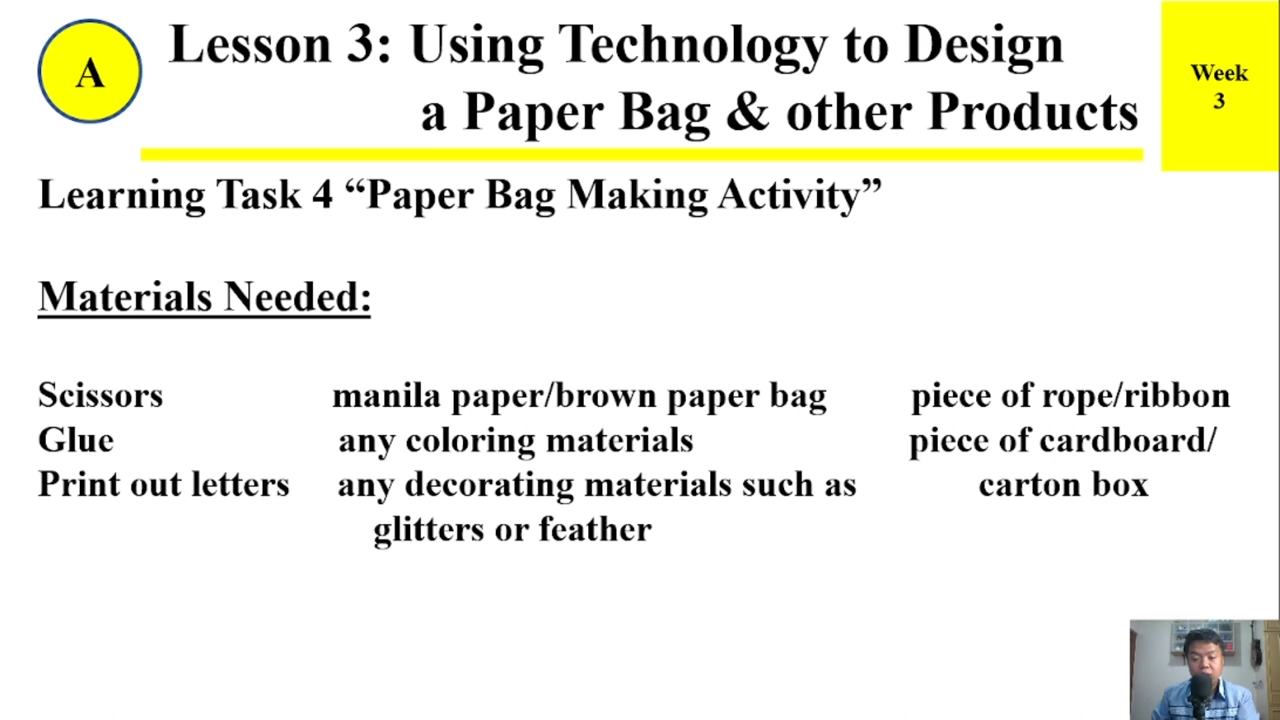 A
Lesson 3: Using Technology to Design
a Paper Bag & other Products
Week
3
Learning Task 4 “Paper Bag Making Activity”
Materials Needed:
Scissors manila paper/brown paper bag piece of rope/ribbon
Glue any coloring materials piece of cardboard/
Print out letters any decorating materials such as carton box
glitters or feather